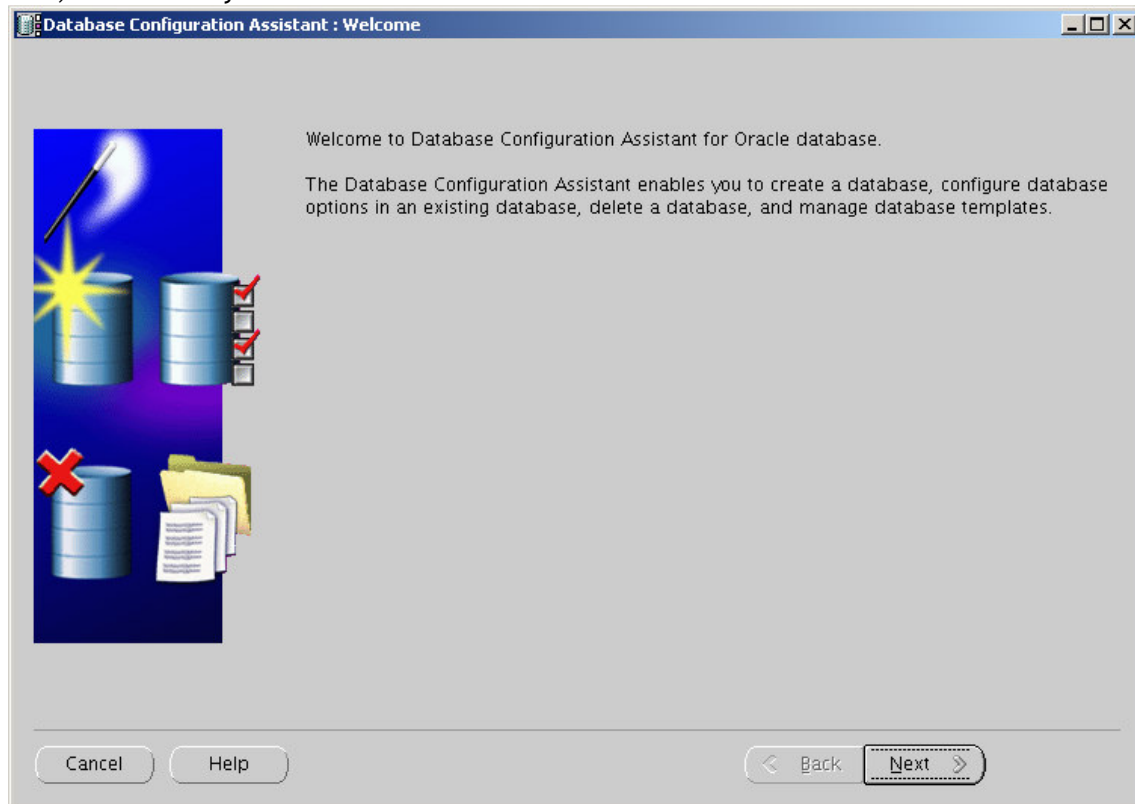 Database Configuration Assistant : Welcome
Welcome to Database Configuration Assistant for Oracle database.
The Database Configuration Assistant enables you to create a database, configure database
options in an existing database, delete a database, and manage database templates.
Cancel
Help
Back
Next